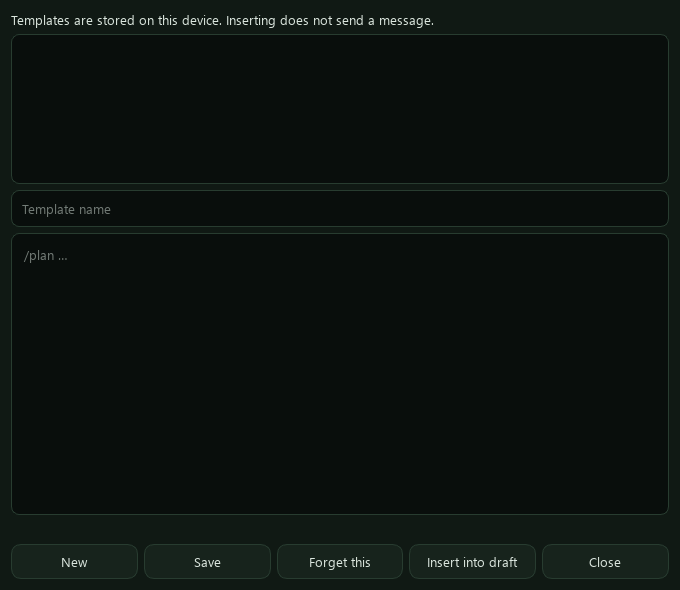 Templates are stored on this device. Inserting does not send a message.
Template name
/plan ...
New
Save
Forget this
Insert into draft
Close